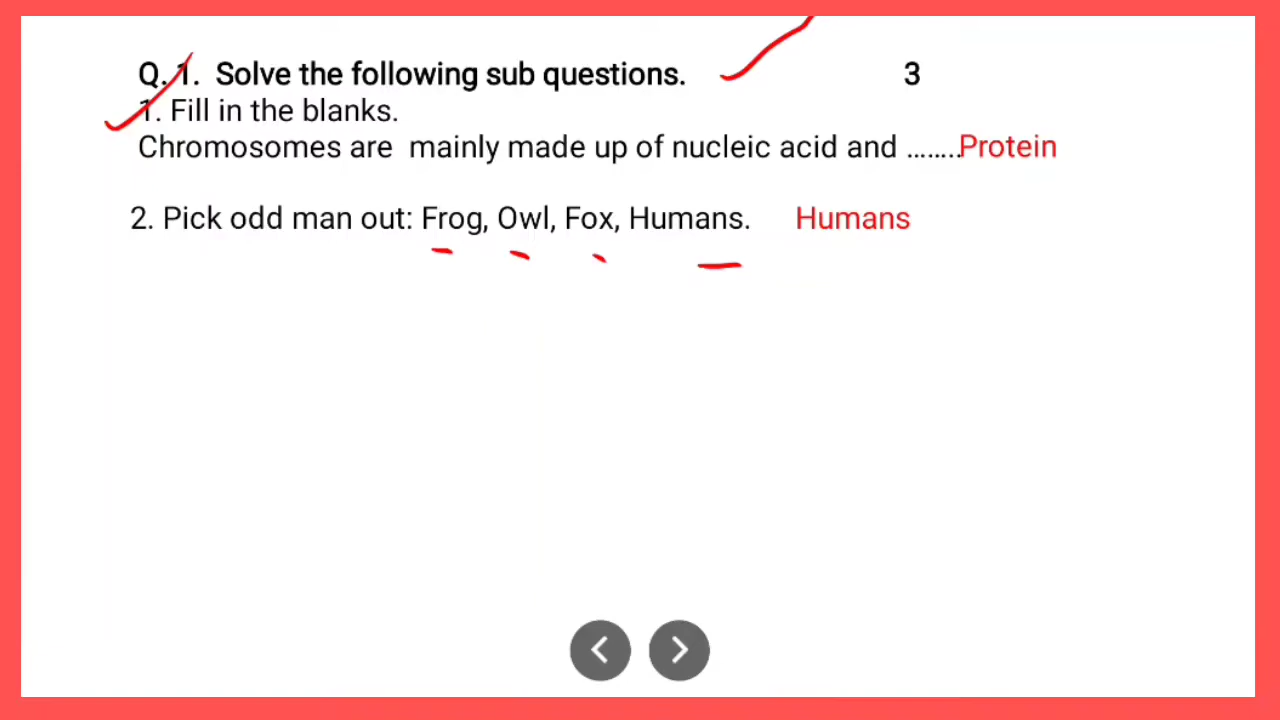 Q. 1. Solve the following sub questions. 3
1. Fill in the blanks.
Chromosomes are mainly made up of nucleic acid and ........Protein
2. Pick odd man out: Frog, Owl, Fox, Humans. Humans